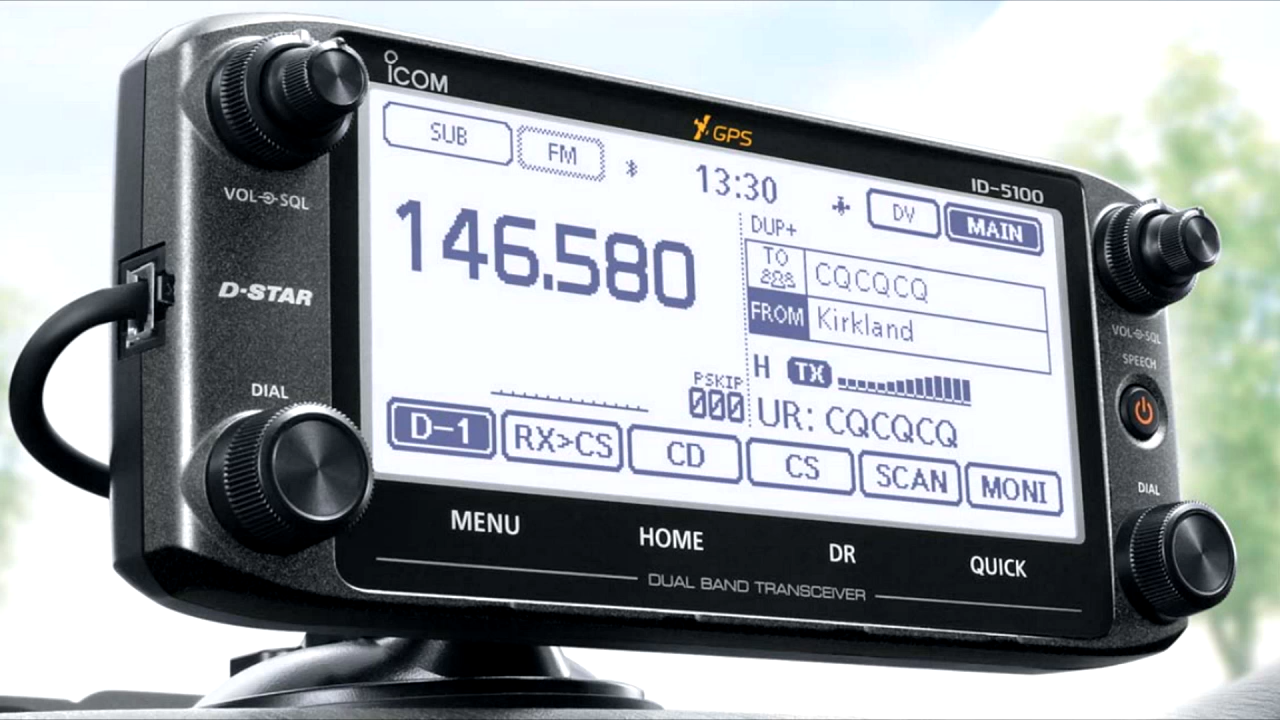 ICOM
GPS
ID-5100
SUB
FM
13:30
DV
MAIN
146.580
DUP+
TO
CQCQCQ
FROM
Kirkland
H
TX
PSKIP
000
UR: CQCQCQ
D-1
RX>CS
CD
CS
SCAN
MONI
VOL SQL
D-STAR
DIAL
VOL SQL
SPEECH
DIAL
MENU
HOME
DR
QUICK
DUAL BAND TRANSCEIVER